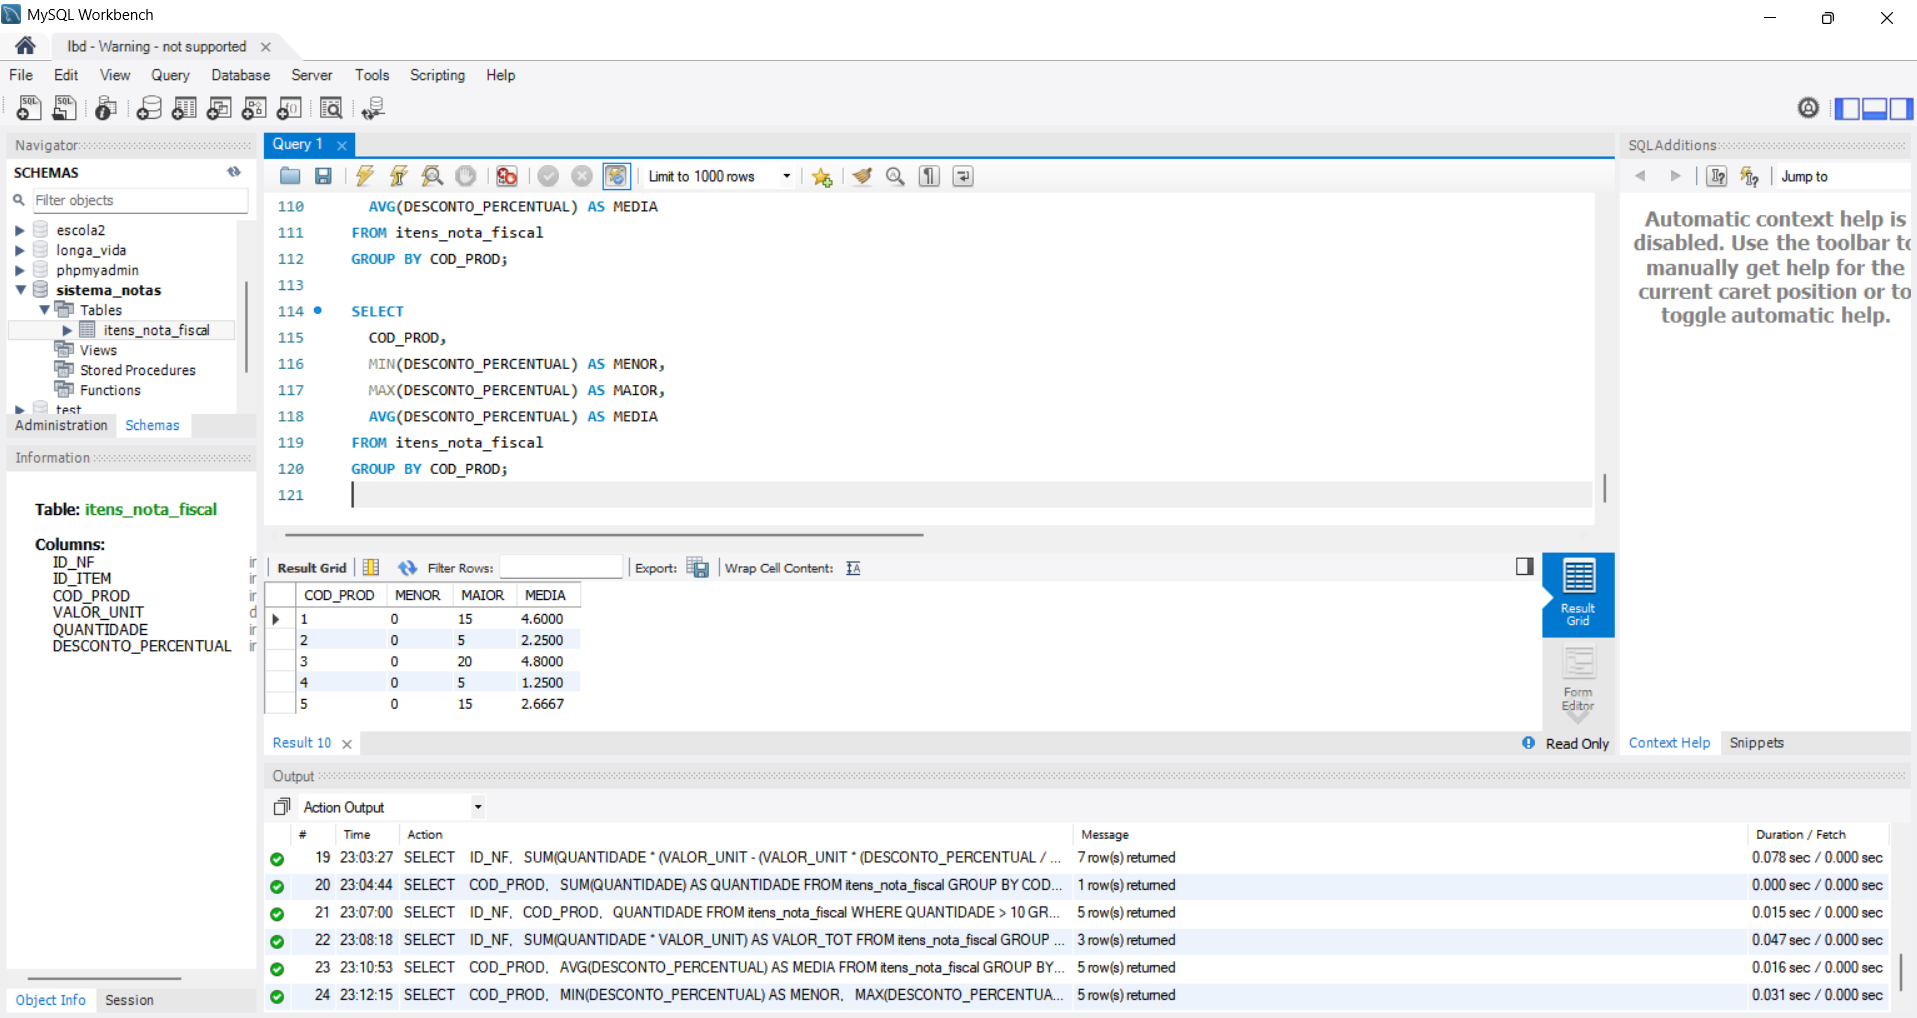 MySQL Workbench
lbd - Warning - not supported
File Edit View Query Database Server Tools Scripting Help
Navigator
SCHEMAS
Filter objects
escola2
longa_vida
phpmyadmin
sistema_notas
Tables
itens_nota_fiscal
Views
Stored Procedures
Functions
test
Administration Schemas
Information
Table: itens_nota_fiscal
Columns:
ID_NF
ID_ITEM
COD_PROD
VALOR_UNIT
QUANTIDADE
DESCONTO_PERCENTUAL
Object Info Session
Query 1
Limit to 1000 rows
110 AVG(DESCONTO_PERCENTUAL) AS MEDIA
111 FROM itens_nota_fiscal
112 GROUP BY COD_PROD;
113
114 SELECT
115 COD_PROD,
116 MIN(DESCONTO_PERCENTUAL) AS MENOR,
117 MAX(DESCONTO_PERCENTUAL) AS MAIOR,
118 AVG(DESCONTO_PERCENTUAL) AS MEDIA
119 FROM itens_nota_fiscal
120 GROUP BY COD_PROD;
121
Result Grid Filter Rows: Export: Wrap Cell Content:
COD_PROD MENOR MAIOR MEDIA
1 0 15 4.6000
2 0 5 2.2500
3 0 20 4.8000
4 0 5 1.2500
5 0 15 2.6667
Result
Grid
Form
Editor
Result 10
Read Only
SQLAdditions
Jump to
Automatic context help is
disabled. Use the toolbar to
manually get help for the
current caret position or to
toggle automatic help.
Context Help Snippets
Output
Action Output
# Time Action Message Duration / Fetch
19 23:03:27 SELECT ID_NF, SUM(QUANTIDADE * (VALOR_UNIT - (VALOR_UNIT * (DESCONTO_PERCENTUAL / ... 7 row(s) returned 0.078 sec / 0.000 sec
20 23:04:44 SELECT COD_PROD, SUM(QUANTIDADE) AS QUANTIDADE FROM itens_nota_fiscal GROUP BY COD... 1 row(s) returned 0.000 sec / 0.000 sec
21 23:07:00 SELECT ID_NF, COD_PROD, QUANTIDADE FROM itens_nota_fiscal WHERE QUANTIDADE > 10 GR... 5 row(s) returned 0.015 sec / 0.000 sec
22 23:08:18 SELECT ID_NF, SUM(QUANTIDADE * VALOR_UNIT) AS VALOR_TOT FROM itens_nota_fiscal GROUP ... 3 row(s) returned 0.047 sec / 0.000 sec
23 23:10:53 SELECT COD_PROD, AVG(DESCONTO_PERCENTUAL) AS MEDIA FROM itens_nota_fiscal GROUP BY... 5 row(s) returned 0.016 sec / 0.000 sec
24 23:12:15 SELECT COD_PROD, MIN(DESCONTO_PERCENTUAL) AS MENOR, MAX(DESCONTO_PERCENTUA... 5 row(s) returned 0.031 sec / 0.000 sec